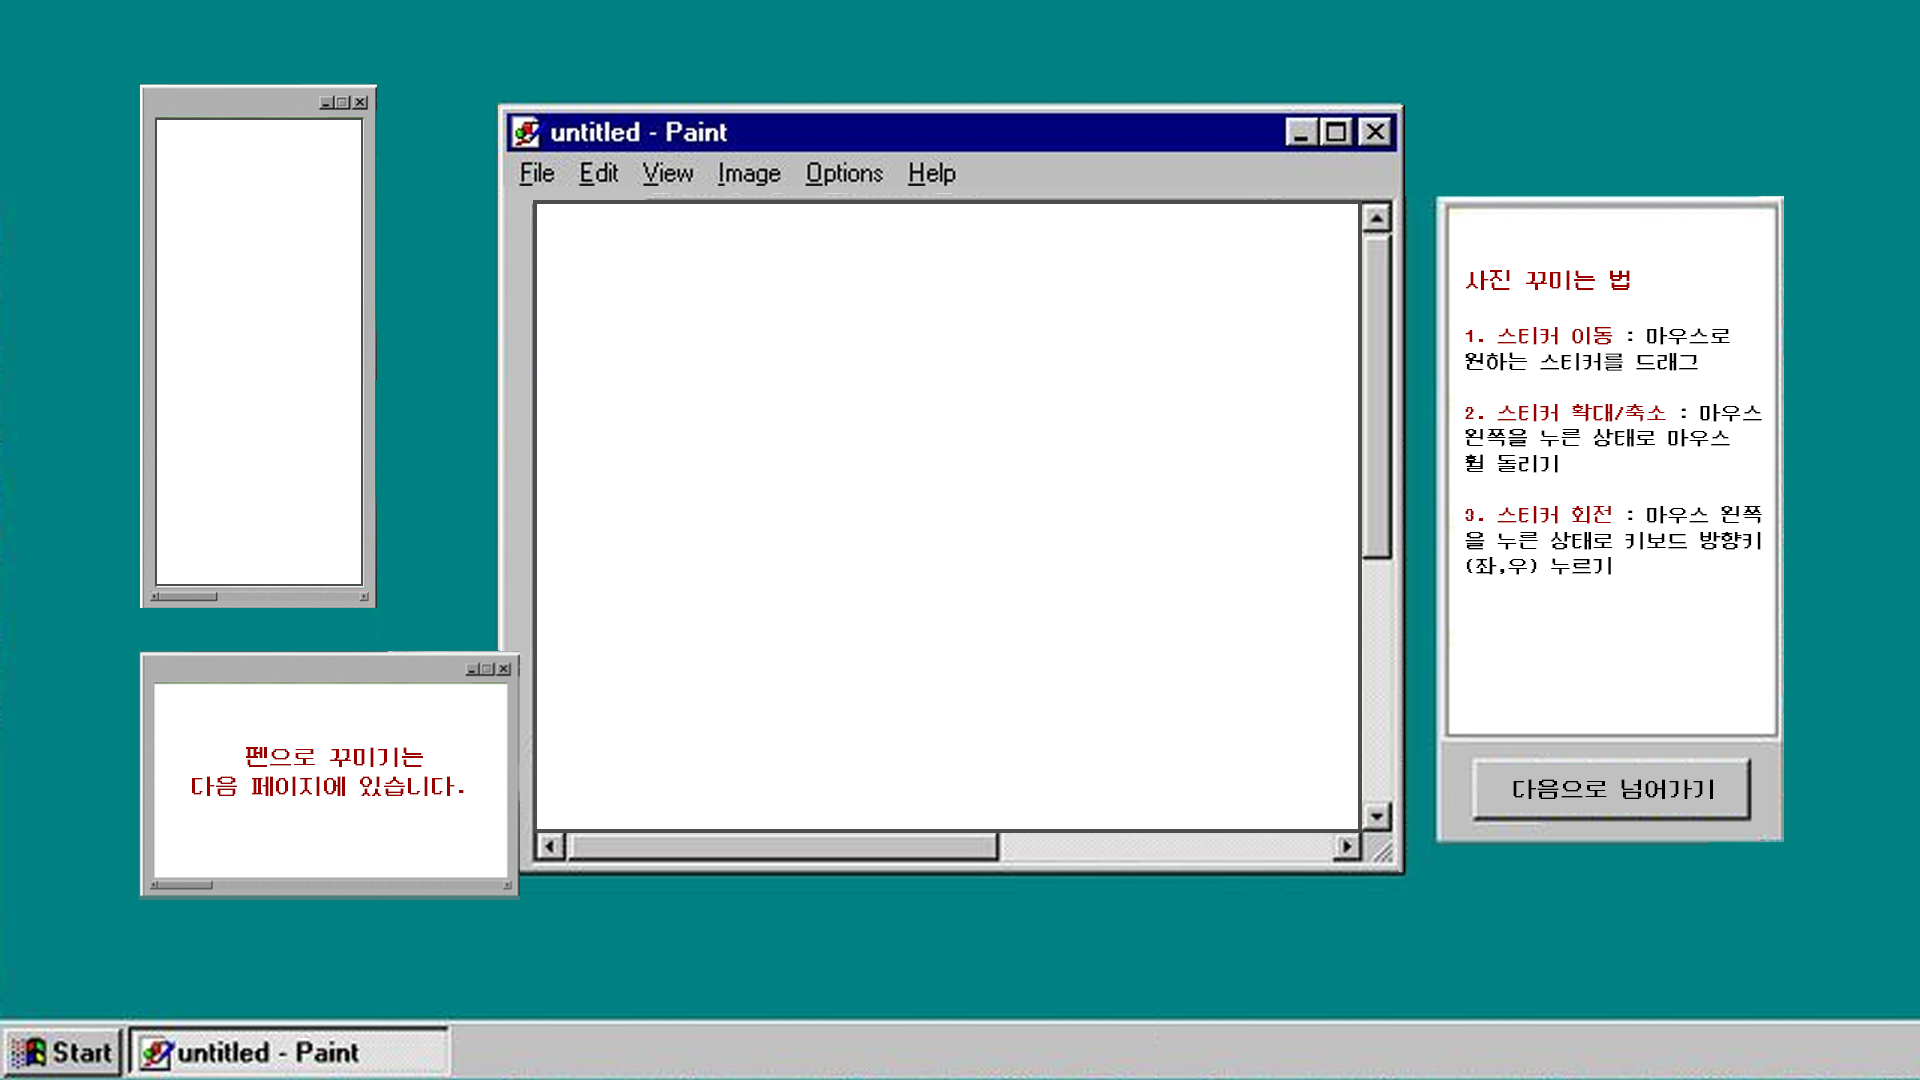 untitled - Paint
File Edit View Image Options Help
사진 꾸미는 법
1. 스티커 이동 : 마우스로
원하는 스티커를 드래그
2. 스티커 확대/축소 : 마우스
왼쪽을 누른 상태로 마우스
휠 돌리기
3. 스티커 회전 : 마우스 왼쪽
을 누른 상태로 키보드 방향키
(좌,우) 누르기
다음으로 넘어가기
펜으로 꾸미기는
다음 페이지에 있습니다.
Start
untitled - Paint